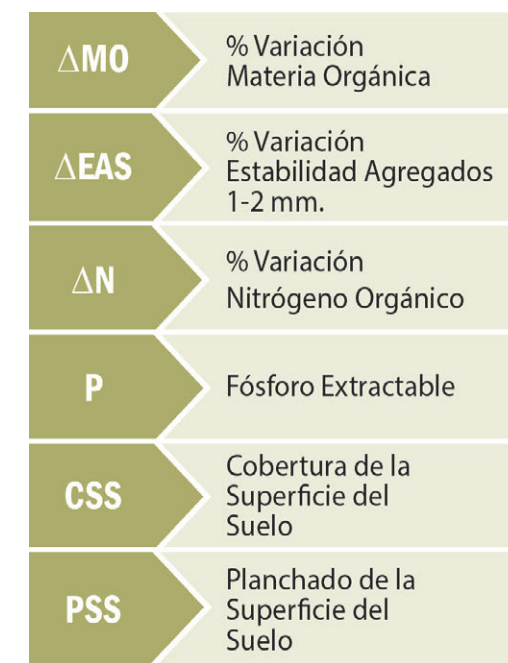 ΔMO
% Variación
Materia Orgánica
ΔEAS
% Variación
Estabilidad Agregados
1-2 mm.
ΔN
% Variación
Nitrógeno Orgánico
P
Fósforo Extractable
CSS
Cobertura de la
Superficie del
Suelo
PSS
Planchado de la
Superficie del
Suelo